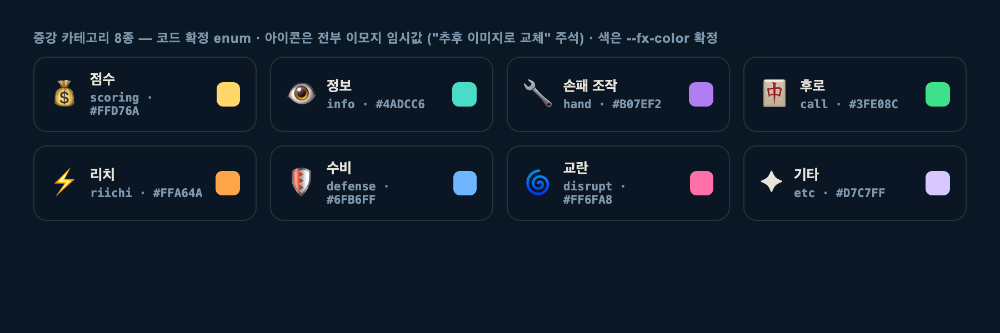 증강 카테고리 8종 — 코드 확정 enum · 아이콘은 전부 이모지 임시값 ("추후 이미지로 교체" 주석) · 색은 --fx-color 확정
점수
scoring ·
#FFD76A
정보
info · #4ADCC6
손패 조작
hand · #B07EF2
中
후로
call · #3FE08C
리치
riichi · #FFA64A
수비
defense ·
#6FB6FF
교란
disrupt ·
#FF6FA8
기타
etc · #D7C7FF